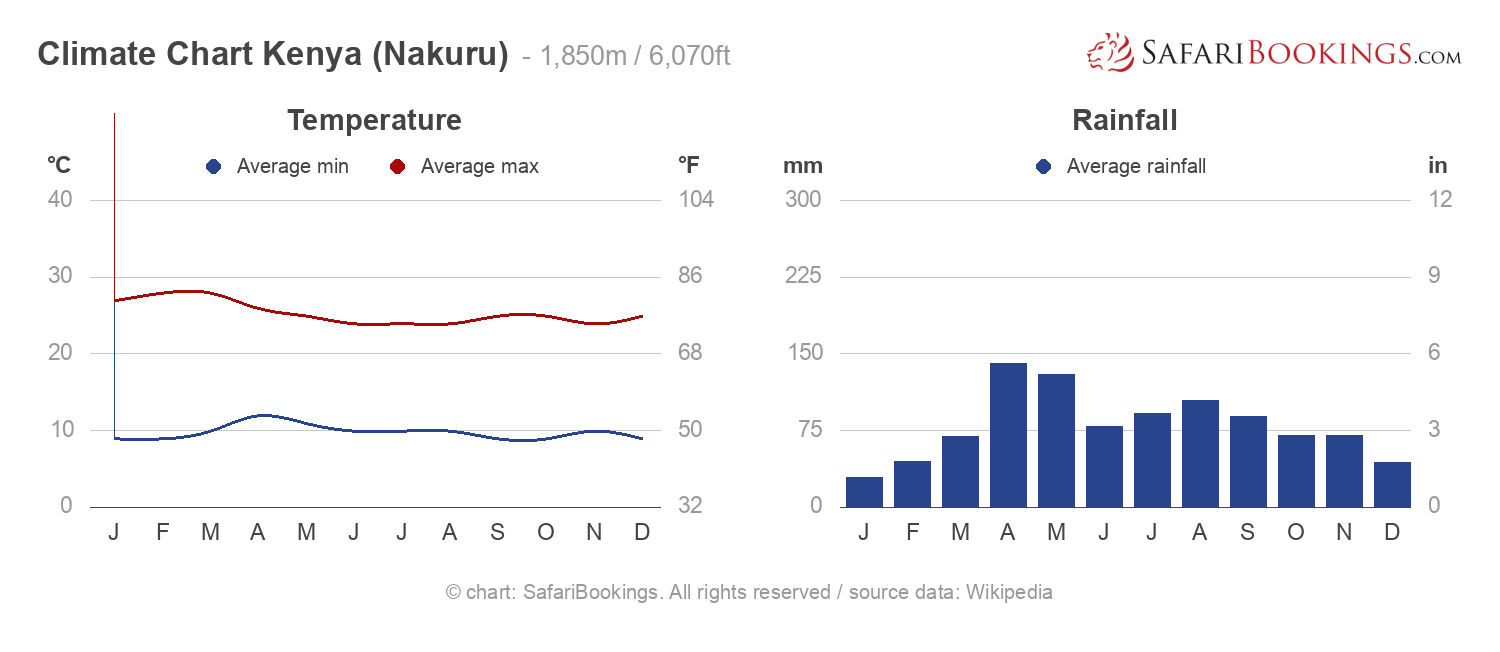 Climate Chart Kenya (Nakuru) - 1,850m / 6,070ft
SAFARIBOOKINGS.COM
Temperature
°C
Average min
Average max
°F
40
104
30
86
20
68
10
50
0
32
J F M A M J J A S O N D
Rainfall
mm
Average rainfall
in
300
12
225
9
150
6
75
3
0
0
J F M A M J J A S O N D
© chart: SafariBookings. All rights reserved / source data: Wikipedia